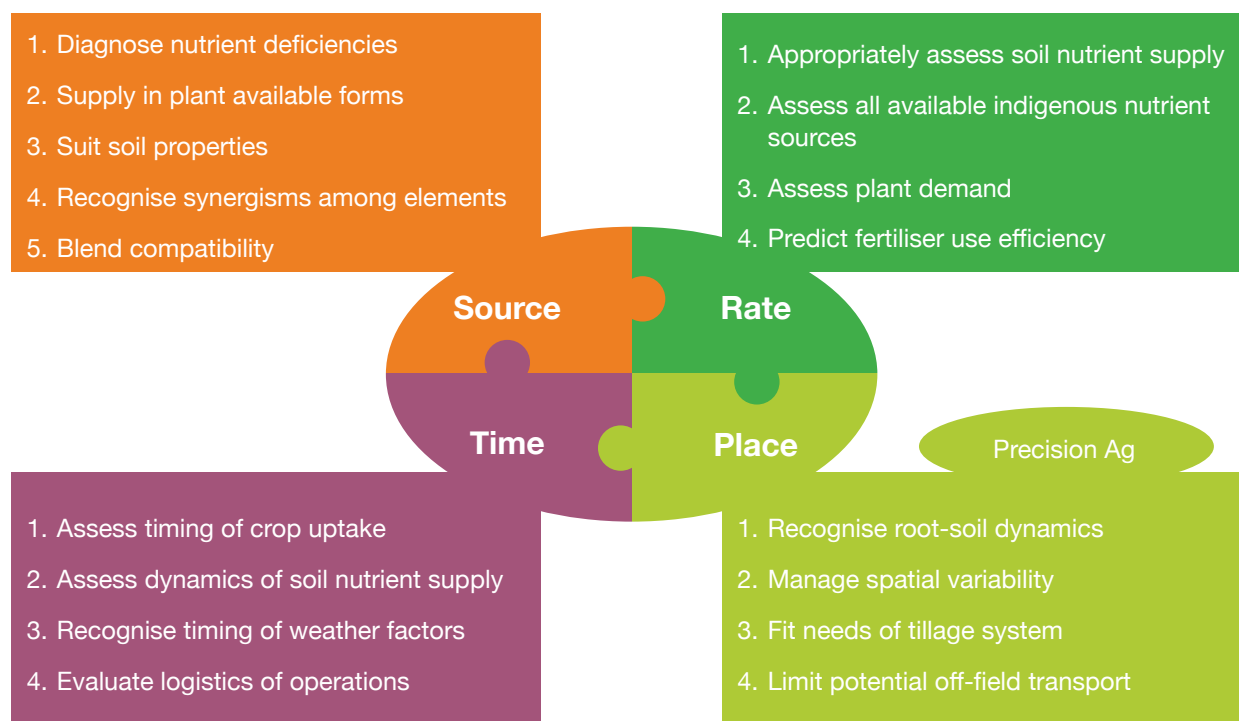 1. Diagnose nutrient deficiencies
2. Supply in plant available forms
3. Suit soil properties
4. Recognise synergisms among elements
5. Blend compatibility
1. Appropriately assess soil nutrient supply
2. Assess all available indigenous nutrient
sources
3. Assess plant demand
4. Predict fertiliser use efficiency
Source
Rate
Time
Place
Precision Ag
1. Assess timing of crop uptake
2. Assess dynamics of soil nutrient supply
3. Recognise timing of weather factors
4. Evaluate logistics of operations
1. Recognise root-soil dynamics
2. Manage spatial variability
3. Fit needs of tillage system
4. Limit potential off-field transport